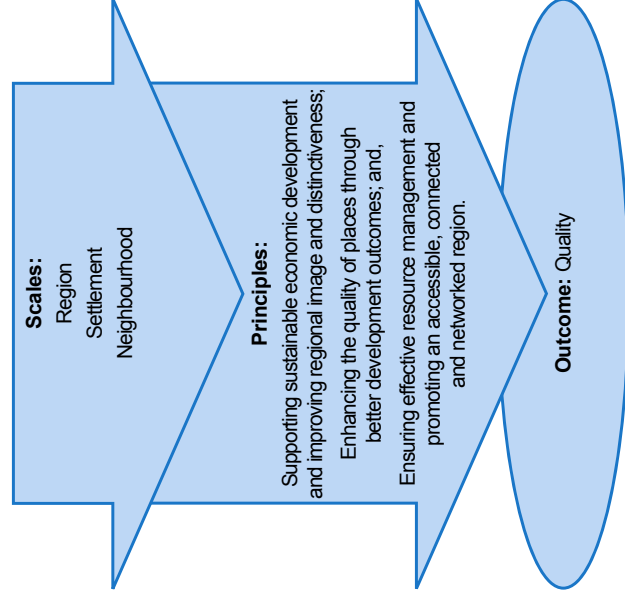 Scales:
Region
Settlement
Neighbourhood
Principles:
Supporting sustainable economic development
and improving regional image and distinctiveness;
Enhancing the quality of places through
better development outcomes; and,
Ensuring effective resource management and
promoting an accessible, connected
and networked region.
Outcome: Quality